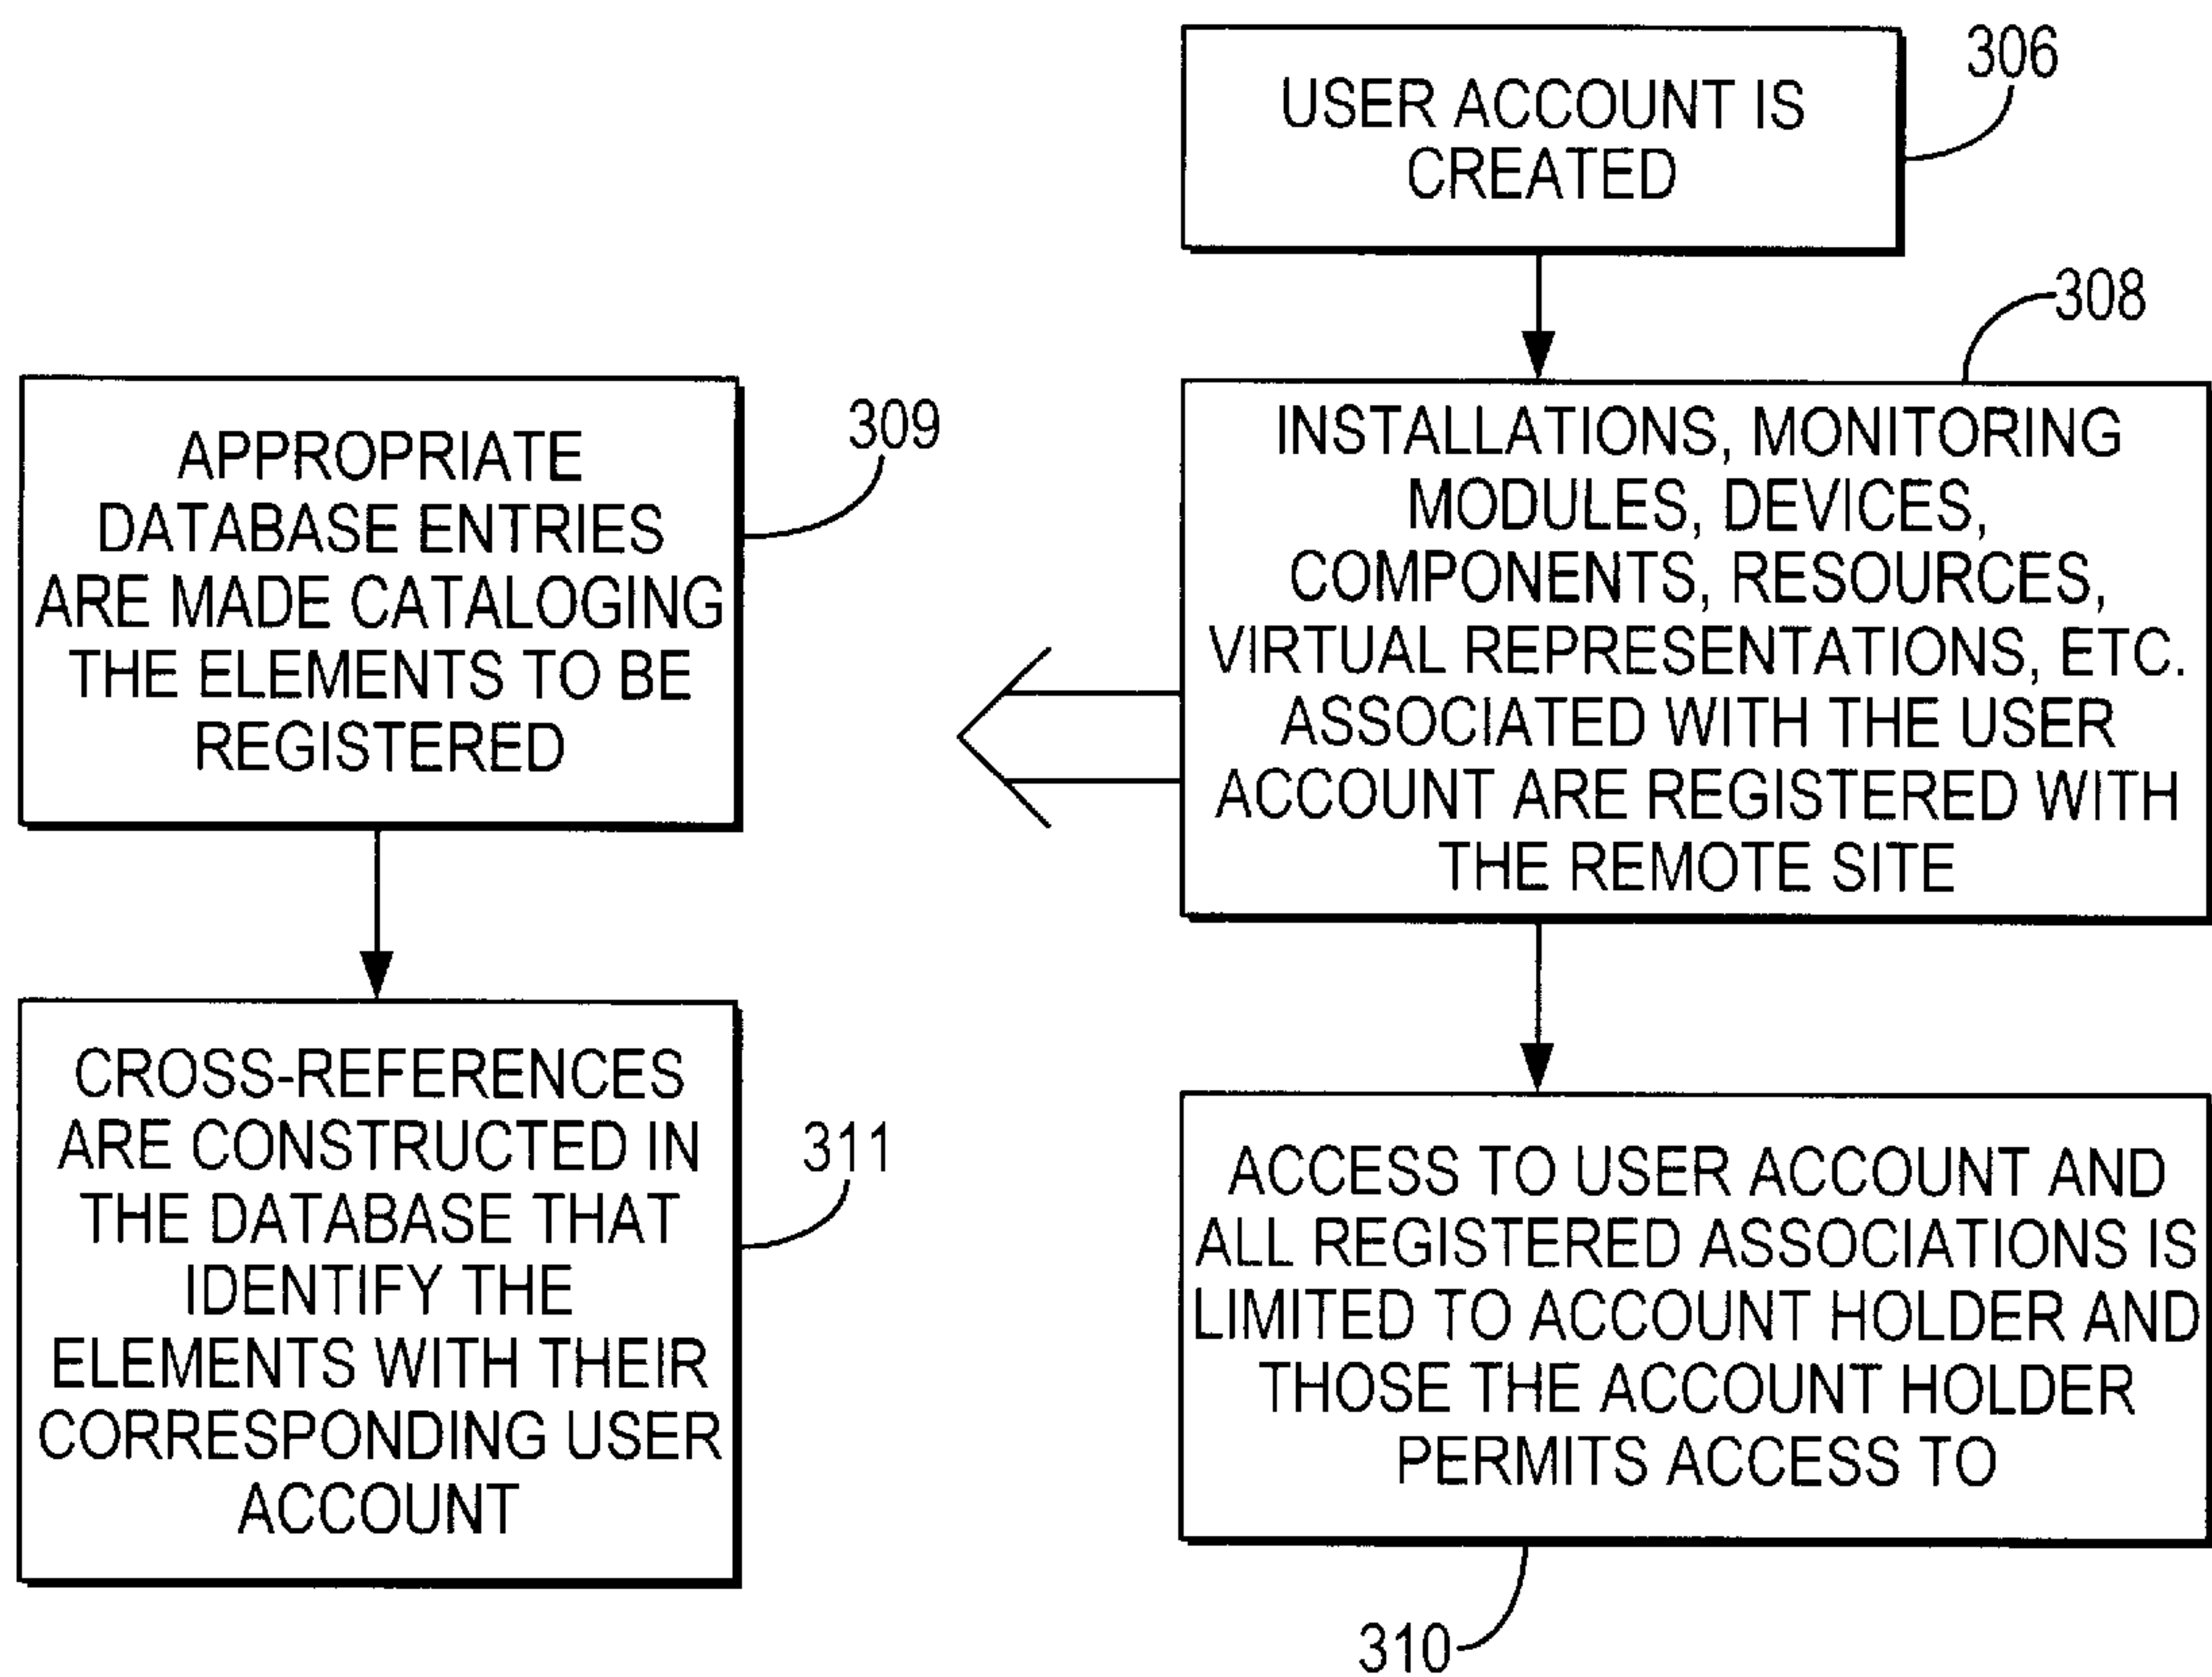 USER ACCOUNT IS
CREATED
306
308
INSTALLATIONS, MONITORING
MODULES, DEVICES,
COMPONENTS, RESOURCES,
VIRTUAL REPRESENTATIONS, ETC.
ASSOCIATED WITH THE USER
ACCOUNT ARE REGISTERED WITH
THE REMOTE SITE
309
APPROPRIATE
DATABASE ENTRIES
ARE MADE CATALOGING
THE ELEMENTS TO BE
REGISTERED
311
CROSS-REFERENCES
ARE CONSTRUCTED IN
THE DATABASE THAT
IDENTIFY THE
ELEMENTS WITH THEIR
CORRESPONDING USER
ACCOUNT
ACCESS TO USER ACCOUNT AND
ALL REGISTERED ASSOCIATIONS IS
LIMITED TO ACCOUNT HOLDER AND
THOSE THE ACCOUNT HOLDER
PERMITS ACCESS TO
310